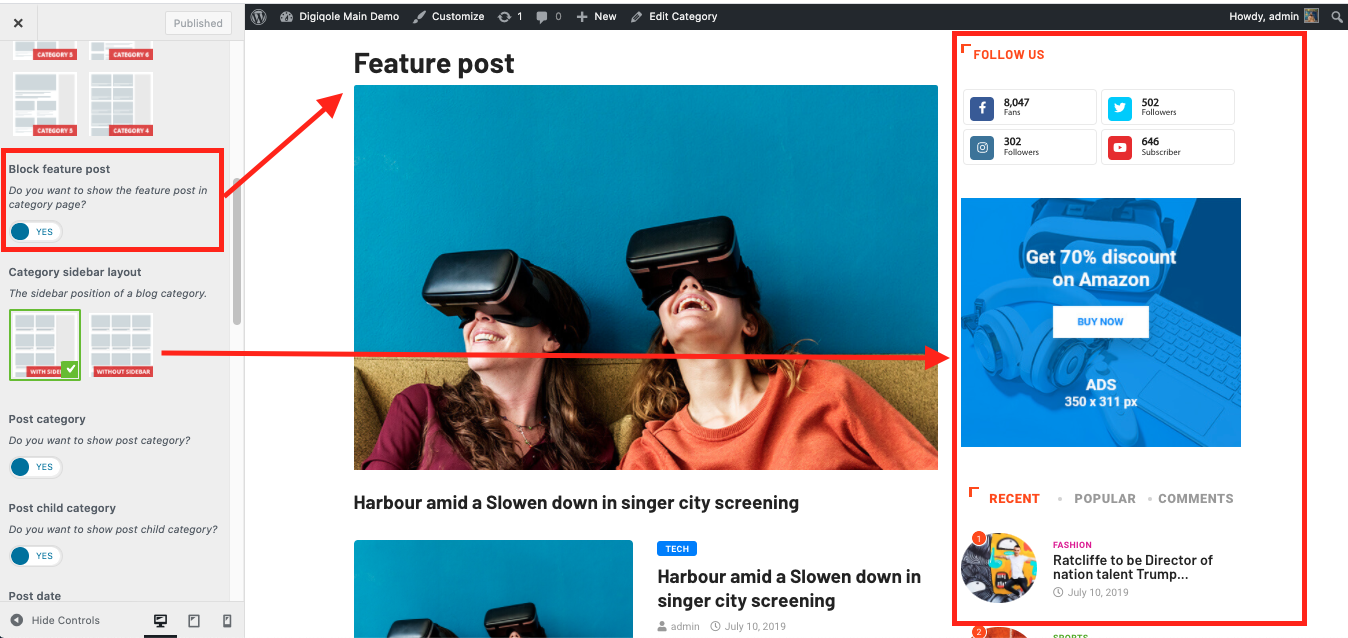 Published
Digiqole Main Demo
Customize
1
0
New
Edit Category
Howdy, admin
CATEGORY 5
CATEGORY 6
CATEGORY 3
CATEGORY 4
Block feature post
Do you want to show the feature post in
category page?
YES
Category sidebar layout
The sidebar position of a blog category.
WITH SIDE
WITHOUT SIDEBAR
Post category
Do you want to show post category?
YES
Post child category
Do you want to show post child category?
YES
Post date
Hide Controls
Feature post
Harbour amid a Slowen down in singer city screening
TECH
Harbour amid a Slowen down in
singer city screening
admin
July 10, 2019
FOLLOW US
8,047
Fans
502
Followers
302
Followers
646
Subscriber
Get 70% discount
on Amazon
BUY NOW
ADS
350 x 311 px
RECENT
POPULAR
COMMENTS
1
FASHION
Ratcliffe to be Director of
nation talent Trump...
July 10, 2019
2
SPORTS